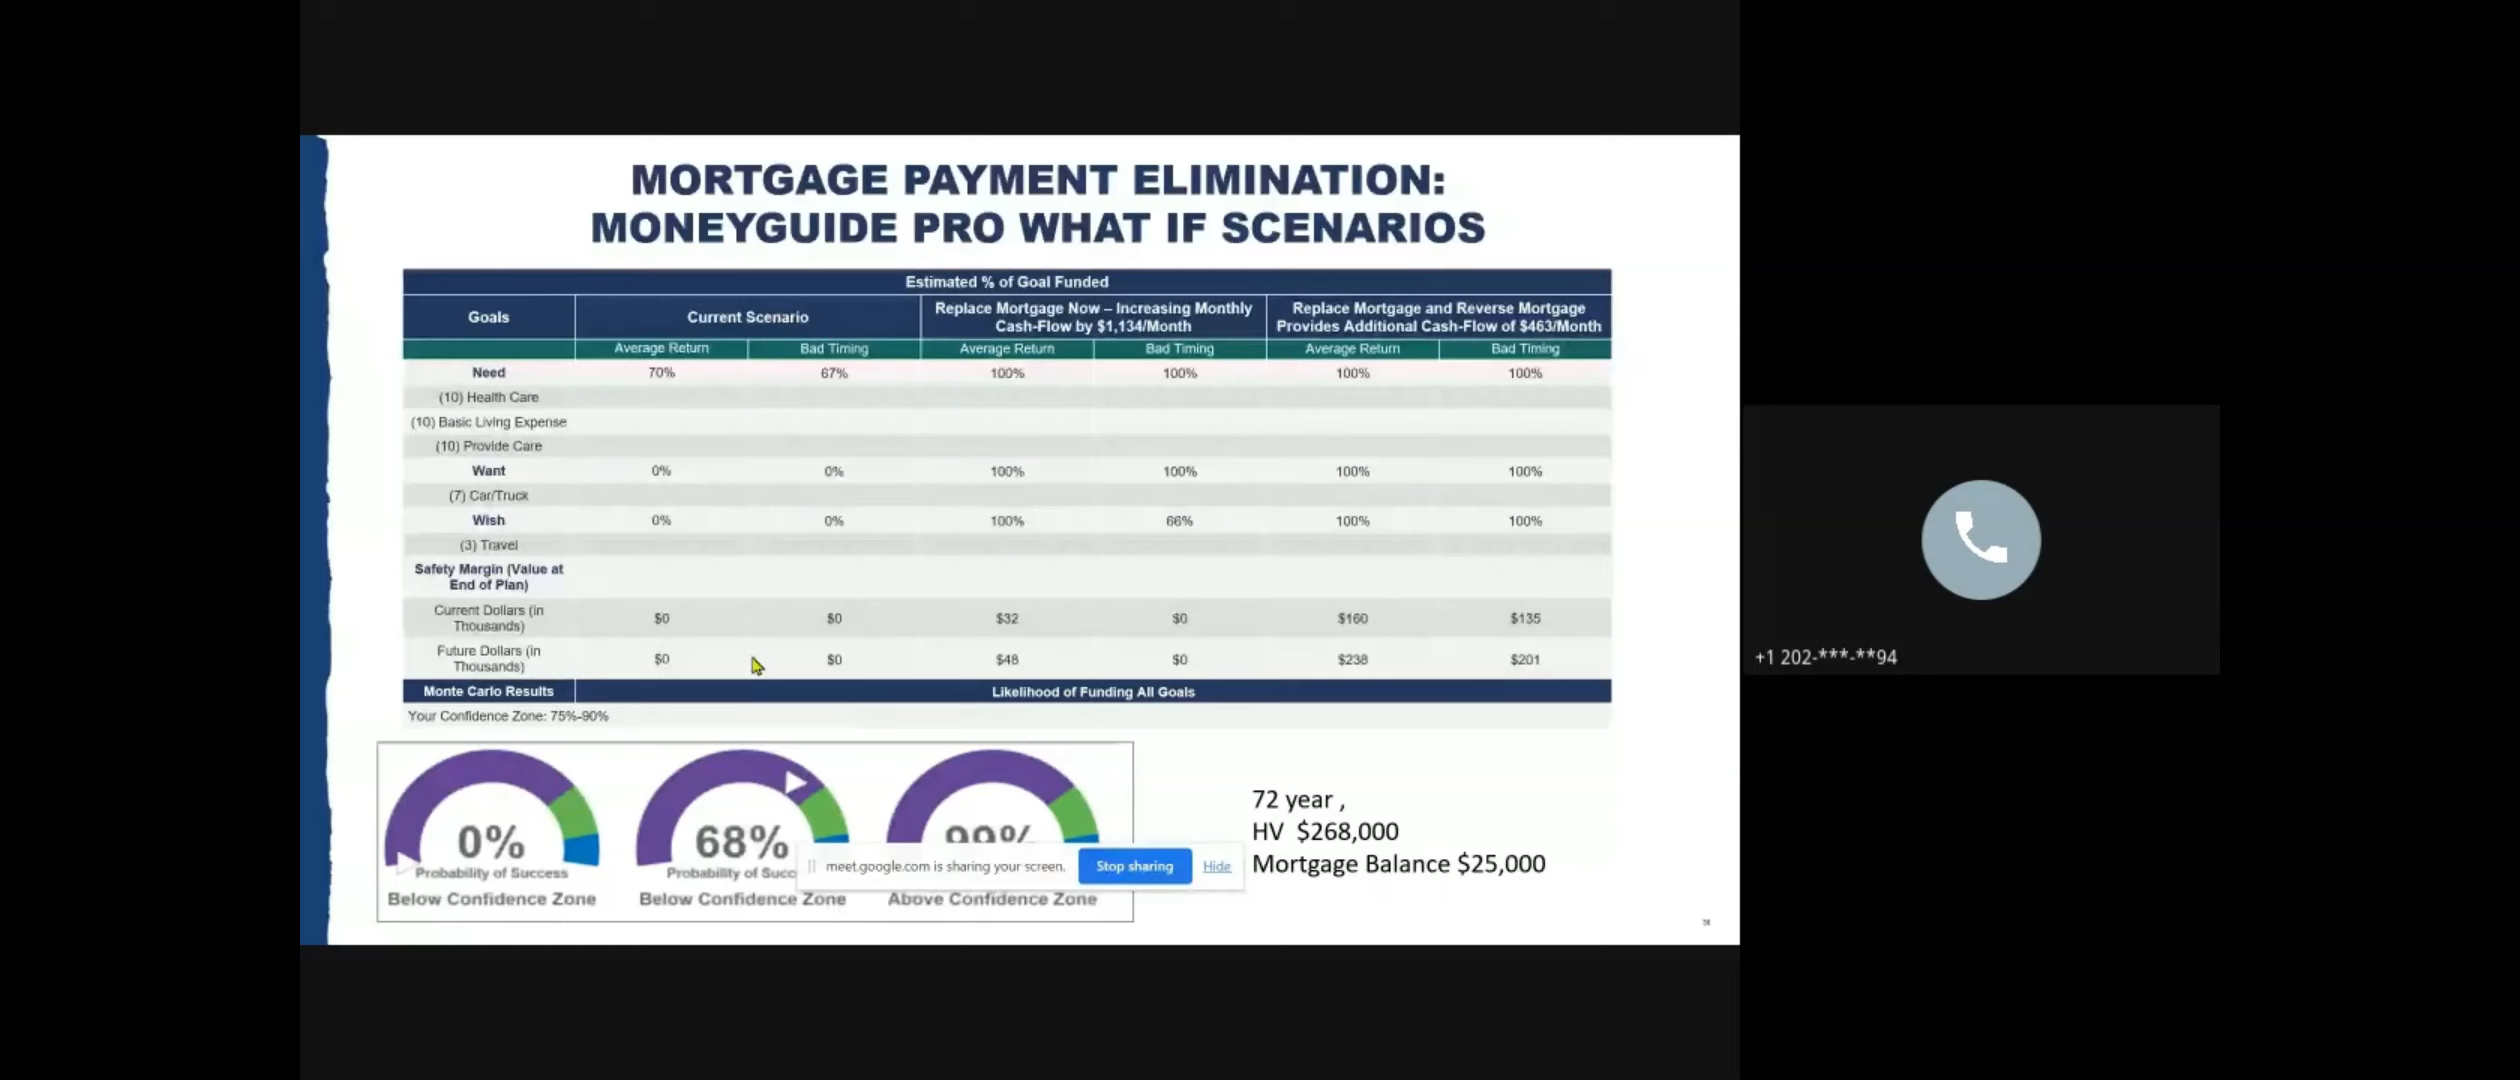 MORTGAGE PAYMENT ELIMINATION:
MONEYGUIDE PRO WHAT IF SCENARIOS
Estimated % of Goal Funded
Goals
Current Scenario
Replace Mortgage Now – Increasing Monthly
Cash-Flow by $1,134/Month
Replace Mortgage and Reverse Mortgage
Provides Additional Cash-Flow of $463/Month
Average Return Bad Timing Average Return Bad Timing Average Return Bad Timing
Need 70% 67% 100% 100% 100% 100%
(10) Health Care
(10) Basic Living Expense
(10) Provide Care
Want 0% 0% 100% 100% 100% 100%
(7) Car/Truck
Wish 0% 0% 100% 66% 100% 100%
(3) Travel
Safety Margin (Value at
End of Plan)
Current Dollars (in
Thousands) $0 $0 $32 $0 $160 $135
Future Dollars (in
Thousands) $0 $0 $48 $0 $238 $201
Monte Carlo Results Likelihood of Funding All Goals
Your Confidence Zone: 75%-90%
0%
Probability of Success
Below Confidence Zone
68%
Probability of Succ
Below Confidence Zone
99%
Above Confidence Zone
meet.google.com is sharing your screen. Stop sharing Hide
72 year ,
HV $268,000
Mortgage Balance $25,000
+1 202-***-**94